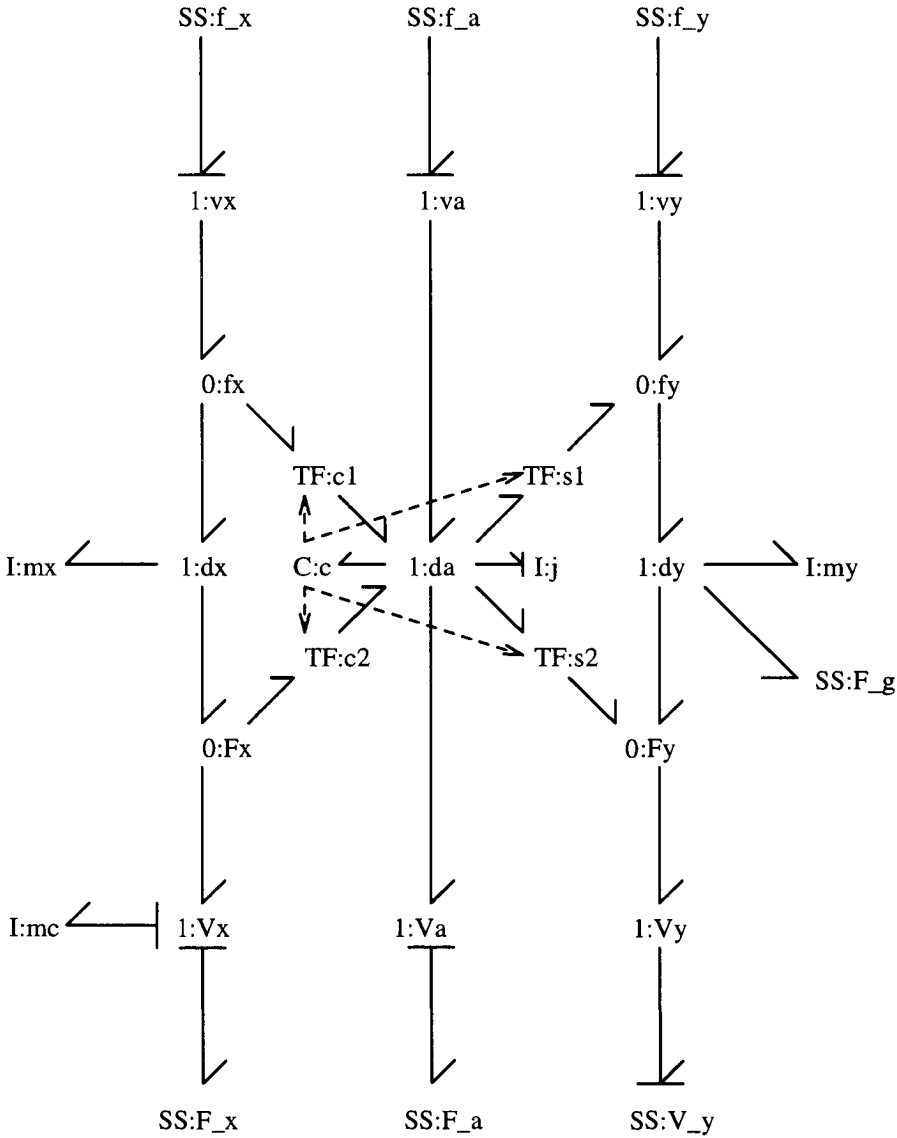 SS:f_x SS:f_a SS:f_y
1:vx 1:va 1:vy
0:fx 0:fy
TF:c1 TF:s1
I:mx 1:dx C:c 1:da I:j 1:dy I:my
TF:c2 TF:s2
SS:F_g
0:Fx 0:Fy
I:mc 1:Vx 1:Va 1:Vy
SS:F_x SS:F_a SS:V_y